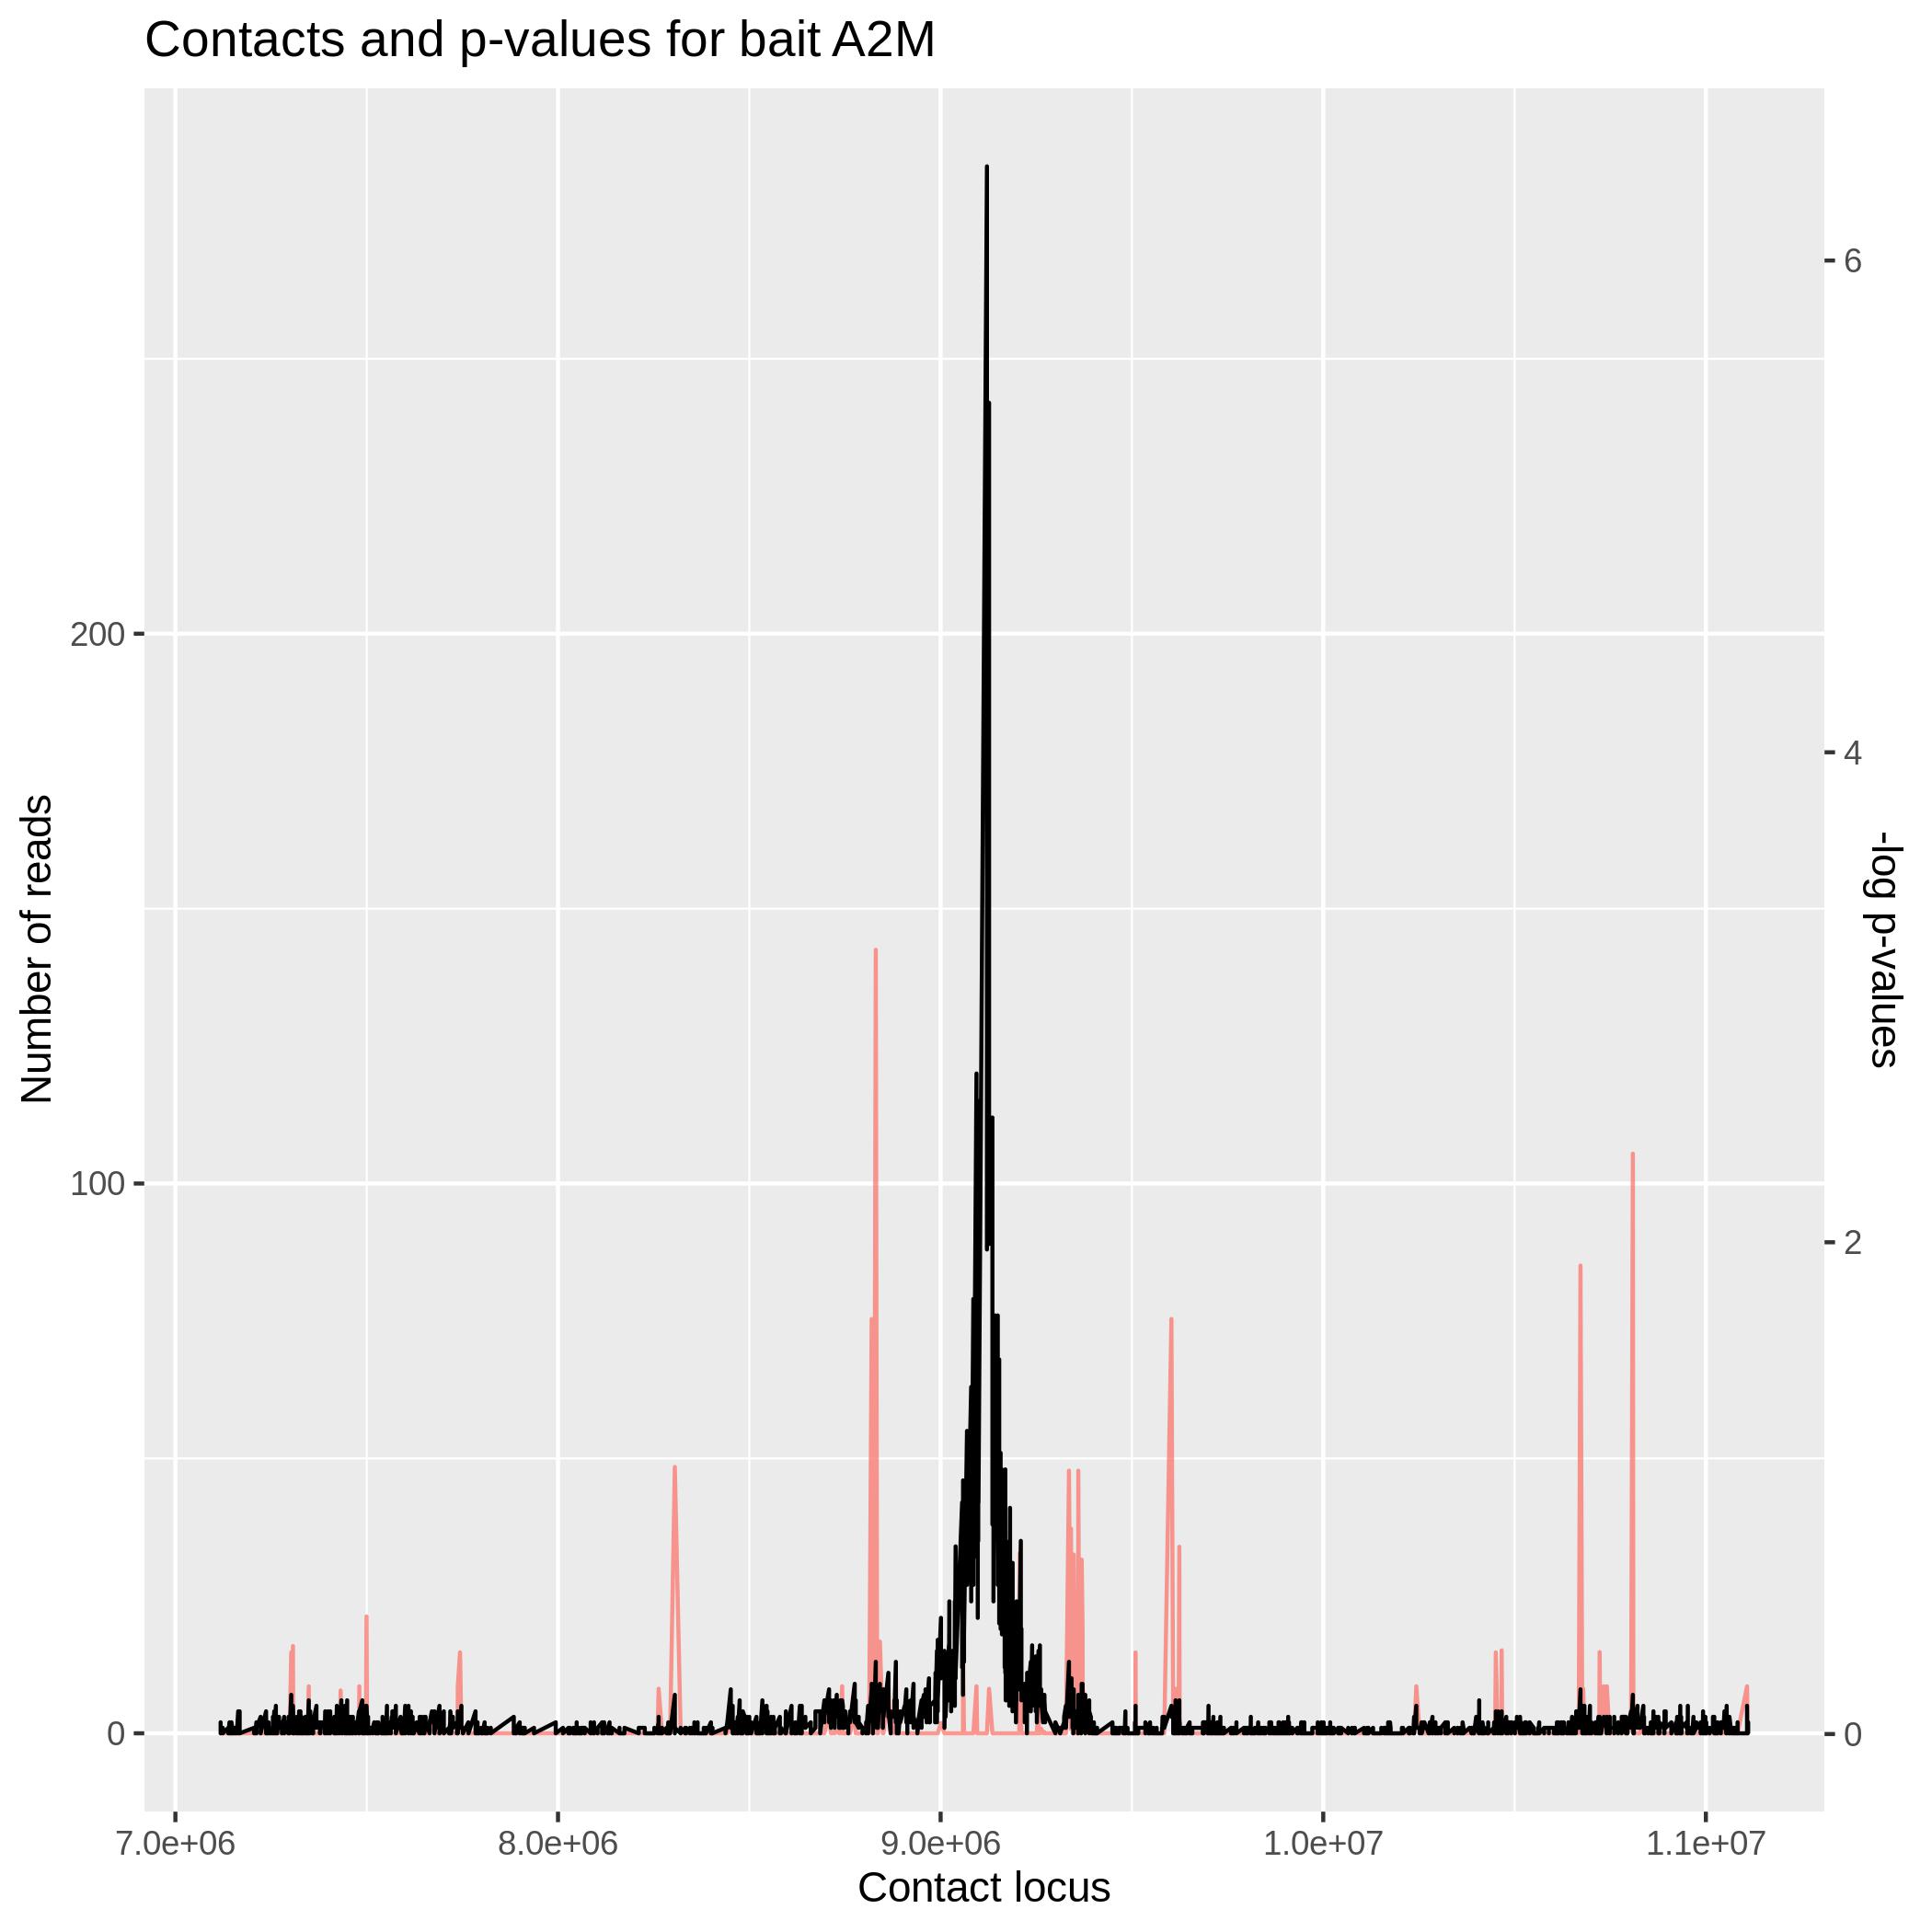 Contacts and p-values for bait A2M
Number of reads
200
100
0
6
4
2
0
-log p-values
7.0e+06
8.0e+06
9.0e+06
1.0e+07
1.1e+07
Contact locus